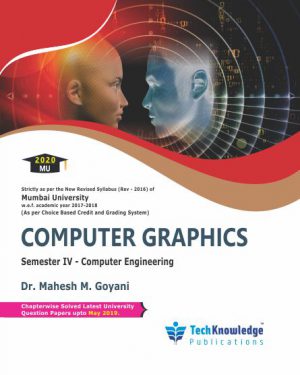 2020
MU
Strictly as per the New Revised Syllabus (Rev - 2016) of
Mumbai University
w.e.f. academic year 2017-2018
(As per Choice Based Credit and Grading System)
COMPUTER GRAPHICS
Semester IV - Computer Engineering
Dr. Mahesh M. Goyani
Chapterwise Solved Latest University
Question Papers upto May 2019.
TechKnowledge
Publications